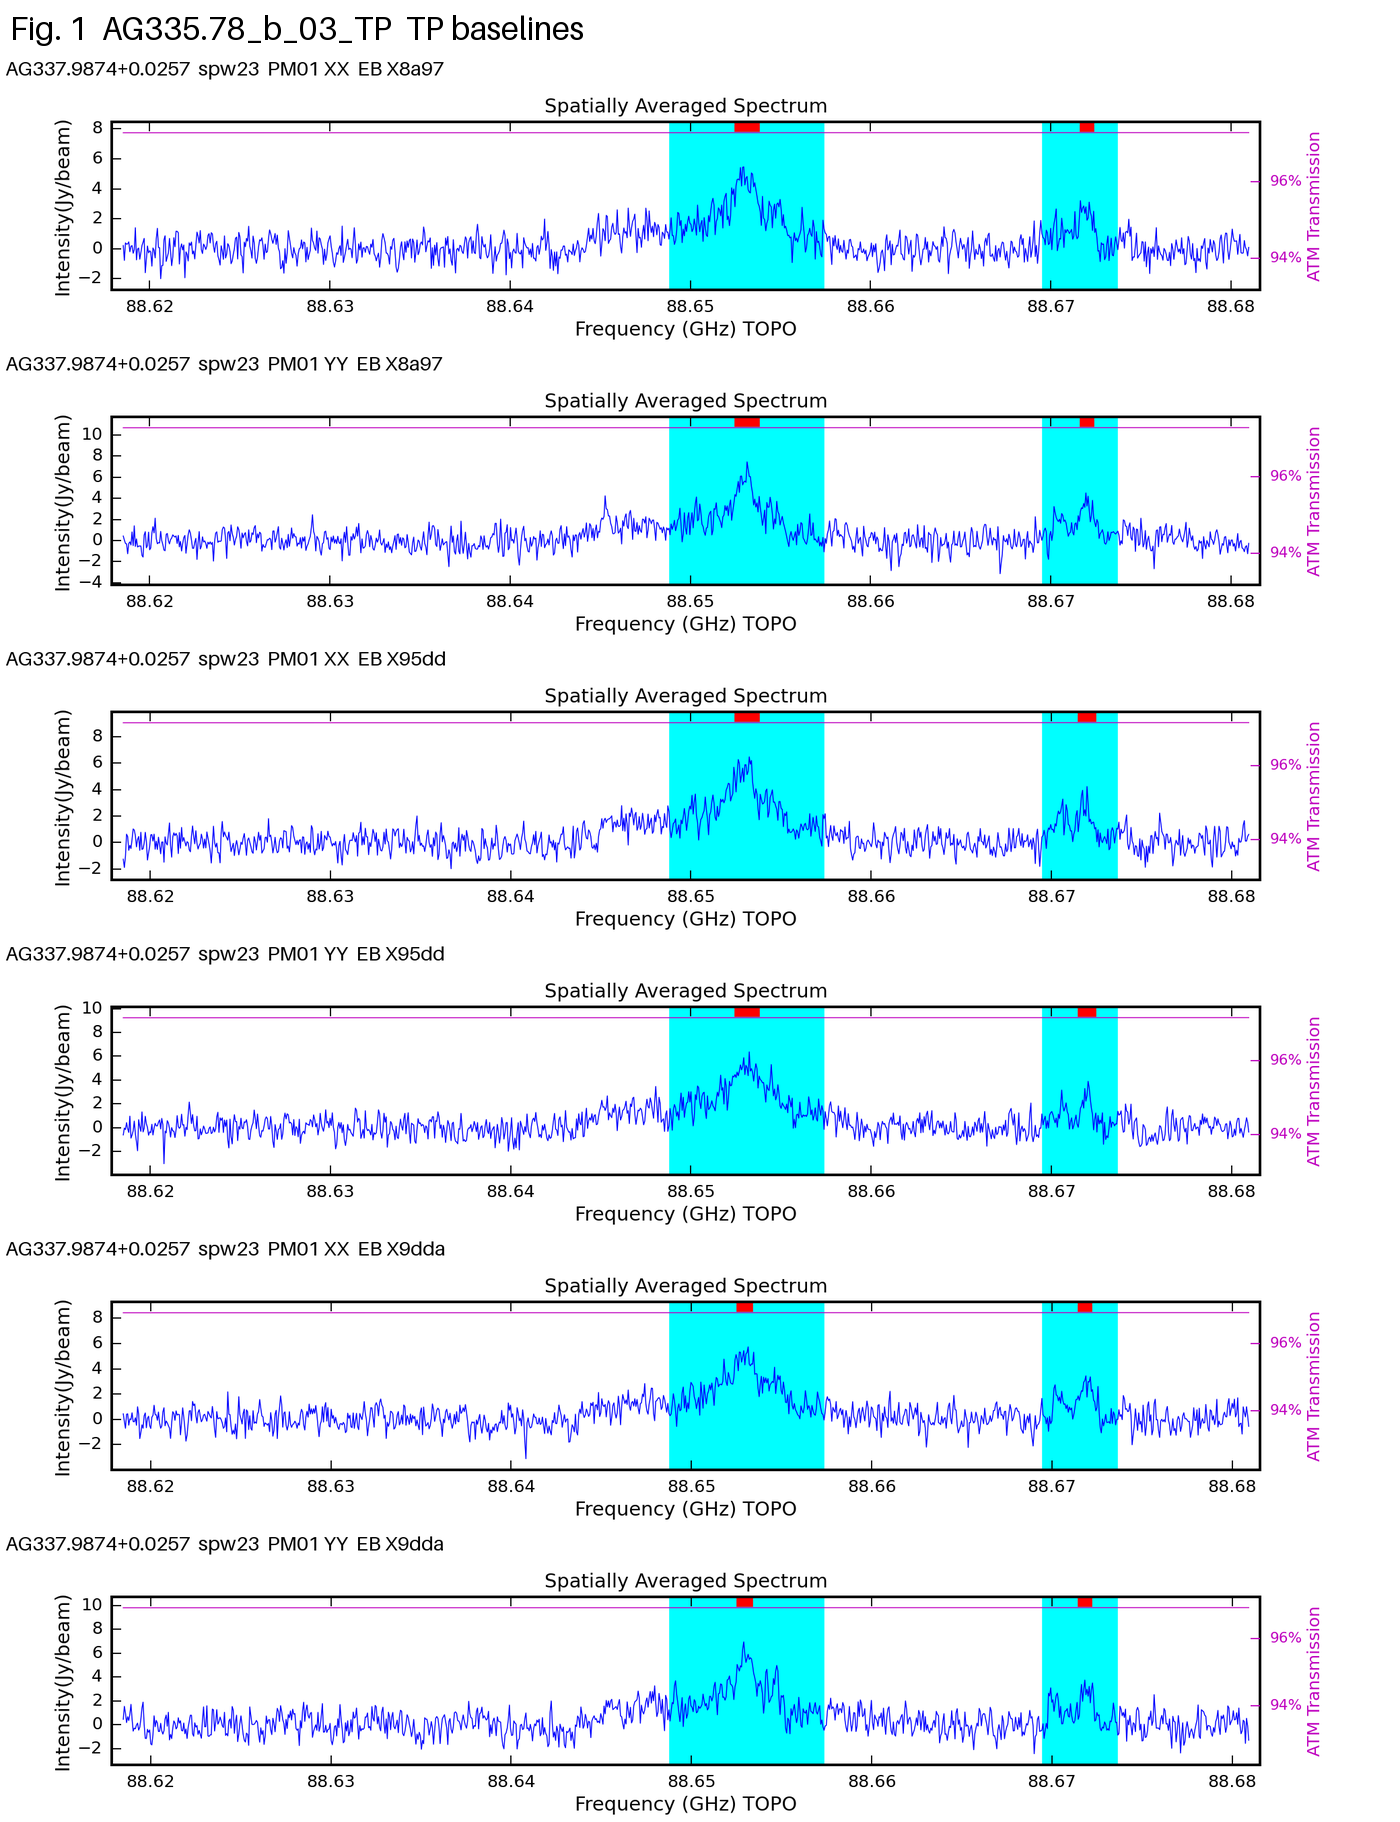 Fig. 1 AG335.78_b_03_TP TP baselines
AG337.9874+0.0257 spw23 PM01 XX EB X8a97
Spatially Averaged Spectrum
8
6
4
2
0
−2
Intensity(Jy/beam)
96%
94%
ATM Transmission
88.62 88.63 88.64 88.65 88.66 88.67 88.68
Frequency (GHz) TOPO
AG337.9874+0.0257 spw23 PM01 YY EB X8a97
Spatially Averaged Spectrum
10
8
6
4
2
0
−2
−4
Intensity(Jy/beam)
96%
94%
ATM Transmission
88.62 88.63 88.64 88.65 88.66 88.67 88.68
Frequency (GHz) TOPO
AG337.9874+0.0257 spw23 PM01 XX EB X95dd
Spatially Averaged Spectrum
8
6
4
2
0
−2
Intensity(Jy/beam)
96%
94%
ATM Transmission
88.62 88.63 88.64 88.65 88.66 88.67 88.68
Frequency (GHz) TOPO
AG337.9874+0.0257 spw23 PM01 YY EB X95dd
Spatially Averaged Spectrum
10
8
6
4
2
0
−2
Intensity(Jy/beam)
96%
94%
ATM Transmission
88.62 88.63 88.64 88.65 88.66 88.67 88.68
Frequency (GHz) TOPO
AG337.9874+0.0257 spw23 PM01 XX EB X9dda
Spatially Averaged Spectrum
8
6
4
2
0
−2
Intensity(Jy/beam)
96%
94%
ATM Transmission
88.62 88.63 88.64 88.65 88.66 88.67 88.68
Frequency (GHz) TOPO
AG337.9874+0.0257 spw23 PM01 YY EB X9dda
Spatially Averaged Spectrum
10
8
6
4
2
0
−2
Intensity(Jy/beam)
96%
94%
ATM Transmission
88.62 88.63 88.64 88.65 88.66 88.67 88.68
Frequency (GHz) TOPO